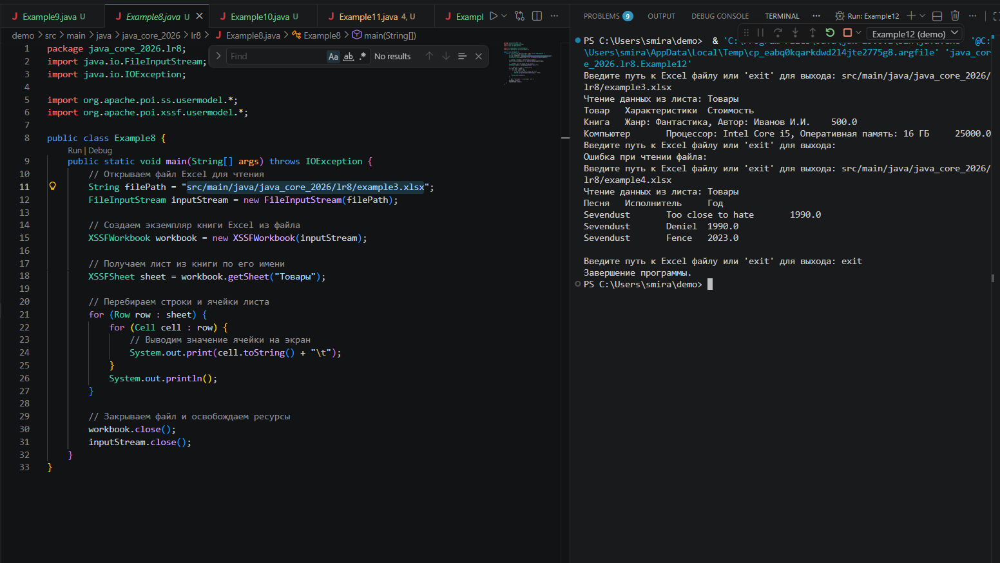 Example9.java U
Example8.java U
Example10.java U
Example11.java 4, U
Exampl
demo > src > main > java > java_core_2026 > lr8 > Example8.java > Example8 > main(String[])
Find
Aa
ab
.*
No results
1 package java_core_2026.lr8;
2 import java.io.FileInputStream;
3 import java.io.IOException;
4
5 import org.apache.poi.ss.usermodel.*;
6 import org.apache.poi.xssf.usermodel.*;
7
8 public class Example8 {
Run | Debug
9 public static void main(String[] args) throws IOException {
10 // Открываем файл Excel для чтения
11 String filePath = "src/main/java/java_core_2026/lr8/example3.xlsx";
12 FileInputStream inputStream = new FileInputStream(filePath);
13
14 // Создаем экземпляр книги Excel из файла
15 XSSFWorkbook workbook = new XSSFWorkbook(inputStream);
16
17 // Получаем лист из книги по его имени
18 XSSFSheet sheet = workbook.getSheet("Товары");
19
20 // Перебираем строки и ячейки листа
21 for (Row row : sheet) {
22 for (Cell cell : row) {
23 // Выводим значение ячейки на экран
24 System.out.print(cell.toString() + "\t");
25 }
26 System.out.println();
27 }
28
29 // Закрываем файл и освобождаем ресурсы
30 workbook.close();
31 inputStream.close();
32 }
33 }
PROBLEMS 9
OUTPUT
DEBUG CONSOLE
TERMINAL
Run: Example12
Example12 (demo)
PS C:\Users\smira\demo> & 'C: '@C:
\Users\smira\AppData\Local\Temp\cp_eabq0kqarkdwd2l4jte2775g8.argfile' 'java_cor
e_2026.lr8.Example12'
Введите путь к Excel файлу или 'exit' для выхода: src/main/java/java_core_2026/
lr8/example3.xlsx
Чтение данных из листа: Товары
Товар Характеристики Стоимость
Книга Жанр: Фантастика, Автор: Иванов И.И. 500.0
Компьютер Процессор: Intel Core i5, Оперативная память: 16 ГБ 25000.0
Введите путь к Excel файлу или 'exit' для выхода:
Ошибка при чтении файла:
Введите путь к Excel файлу или 'exit' для выхода: src/main/java/java_core_2026/
lr8/example4.xlsx
Чтение данных из листа: Товары
Песня Исполнитель Год
Sevendust Too close to hate 1990.0
Sevendust Deniel 1990.0
Sevendust Fence 2023.0
Введите путь к Excel файлу или 'exit' для выхода: exit
Завершение программы.
PS C:\Users\smira\demo>